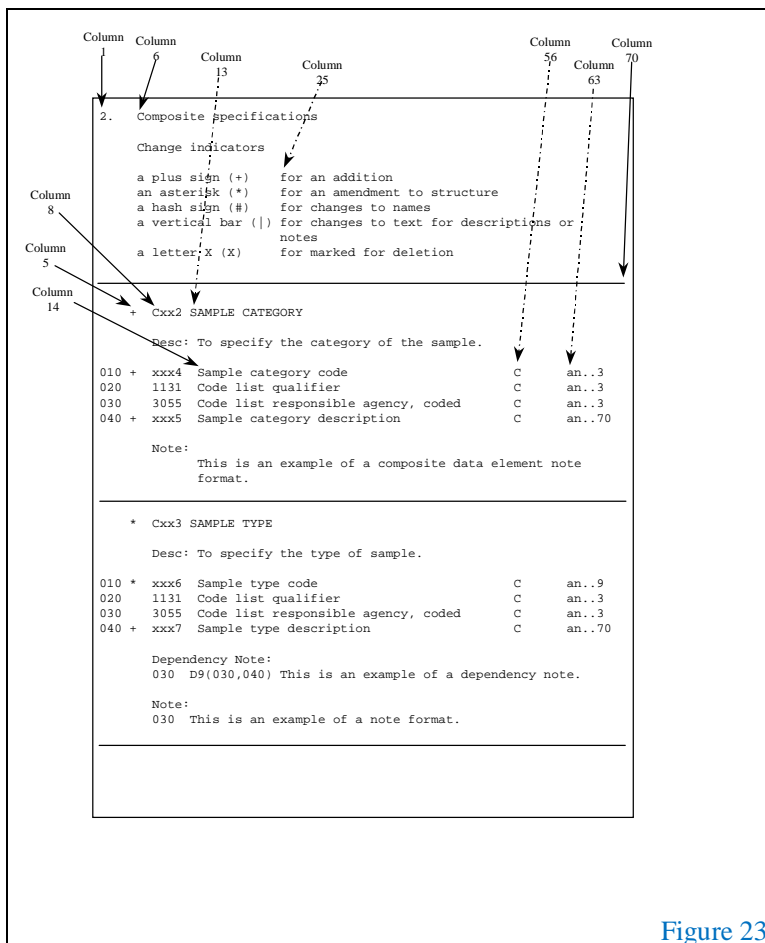 Column 1
Column 6
Column 13
Column 25
Column 56
Column 63
Column 70
2. Composite specifications
Change indicators
a plus sign (+) for an addition
an asterisk (*) for an amendment to structure
a hash sign (#) for changes to names
Column 8
a vertical bar (|) for changes to text for descriptions or
notes
a letter X (X) for marked for deletion
Column 5
Column 14
+ Cxx2 SAMPLE CATEGORY
Desc: To specify the category of the sample.
010 + xxx4 Sample category code C an..3
020 1131 Code list qualifier C an..3
030 3055 Code list responsible agency, coded C an..3
040 + xxx5 Sample category description C an..70
Note:
This is an example of a composite data element note
format.
* Cxx3 SAMPLE TYPE
Desc: To specify the type of sample.
010 * xxx6 Sample type code C an..9
020 1131 Code list qualifier C an..3
030 3055 Code list responsible agency, coded C an..3
040 + xxx7 Sample type description C an..70
Dependency Note:
030 D9(030,040) This is an example of a dependency note.
Note:
030 This is an example of a note format.
Figure 23